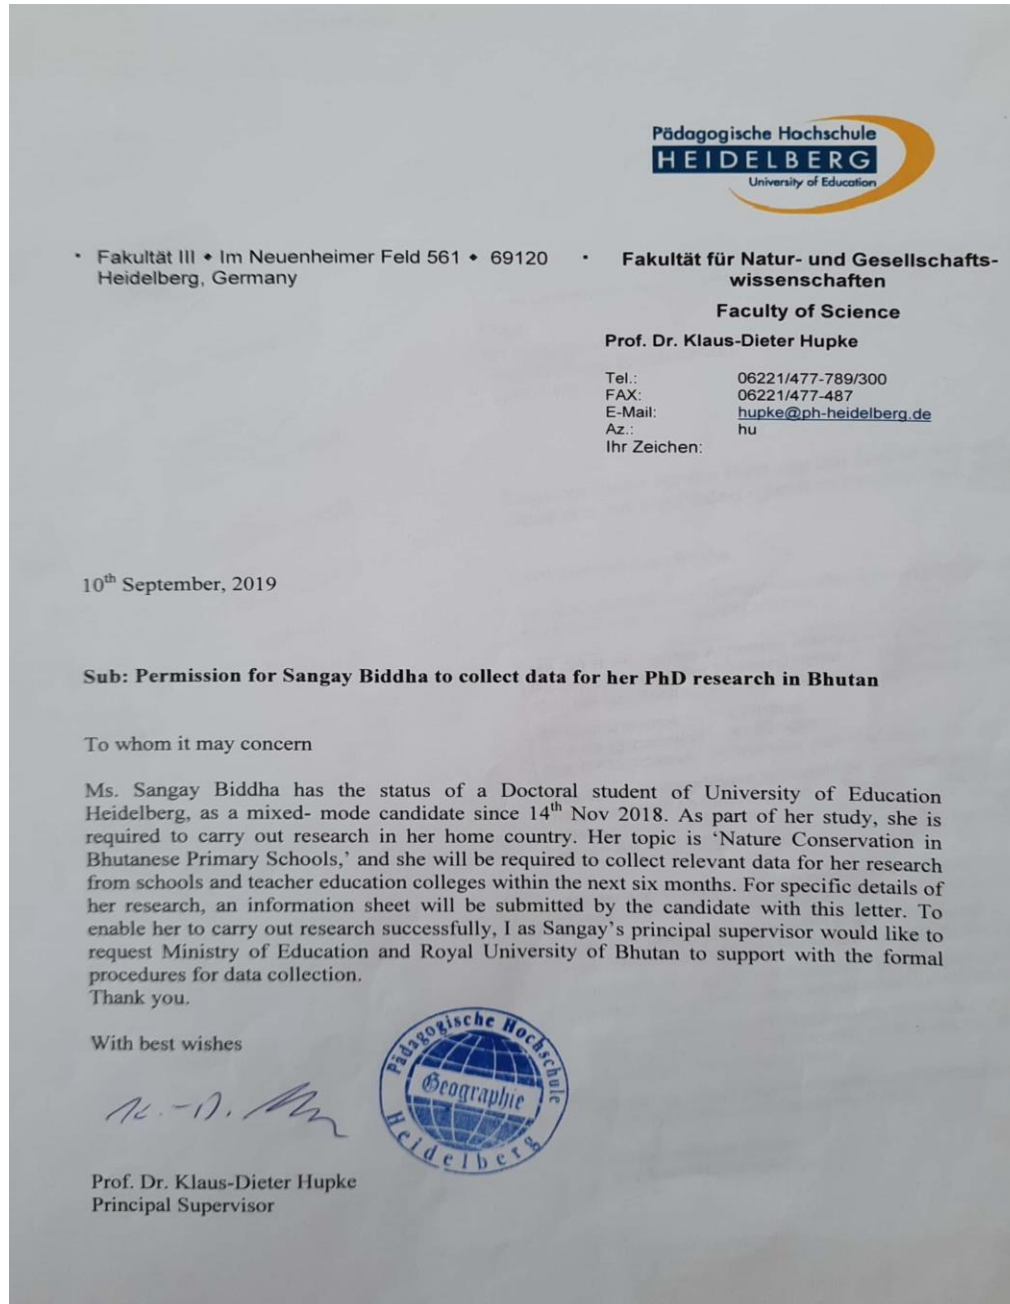 Pädagogische Hochschule
HEIDELBERG
University of Education
• Fakultät III • Im Neuenheimer Feld 561 • 69120
Heidelberg, Germany
• Fakultät für Natur- und Gesellschafts-
wissenschaften
Faculty of Science
Prof. Dr. Klaus-Dieter Hupke
Tel.: 06221/477-789/300
FAX: 06221/477-487
E-Mail: hupke@ph-heidelberg.de
Az.: hu
Ihr Zeichen:
10th September, 2019
Sub: Permission for Sangay Biddha to collect data for her PhD research in Bhutan
To whom it may concern
Ms. Sangay Biddha has the status of a Doctoral student of University of Education
Heidelberg, as a mixed- mode candidate since 14th Nov 2018. As part of her study, she is
required to carry out research in her home country. Her topic is ‘Nature Conservation in
Bhutanese Primary Schools,’ and she will be required to collect relevant data for her research
from schools and teacher education colleges within the next six months. For specific details of
her research, an information sheet will be submitted by the candidate with this letter. To
enable her to carry out research successfully, I as Sangay’s principal supervisor would like to
request Ministry of Education and Royal University of Bhutan to support with the formal
procedures for data collection.
Thank you.
With best wishes
Pädagogische Hochschule
Geographie
Heidelberg
Prof. Dr. Klaus-Dieter Hupke
Principal Supervisor